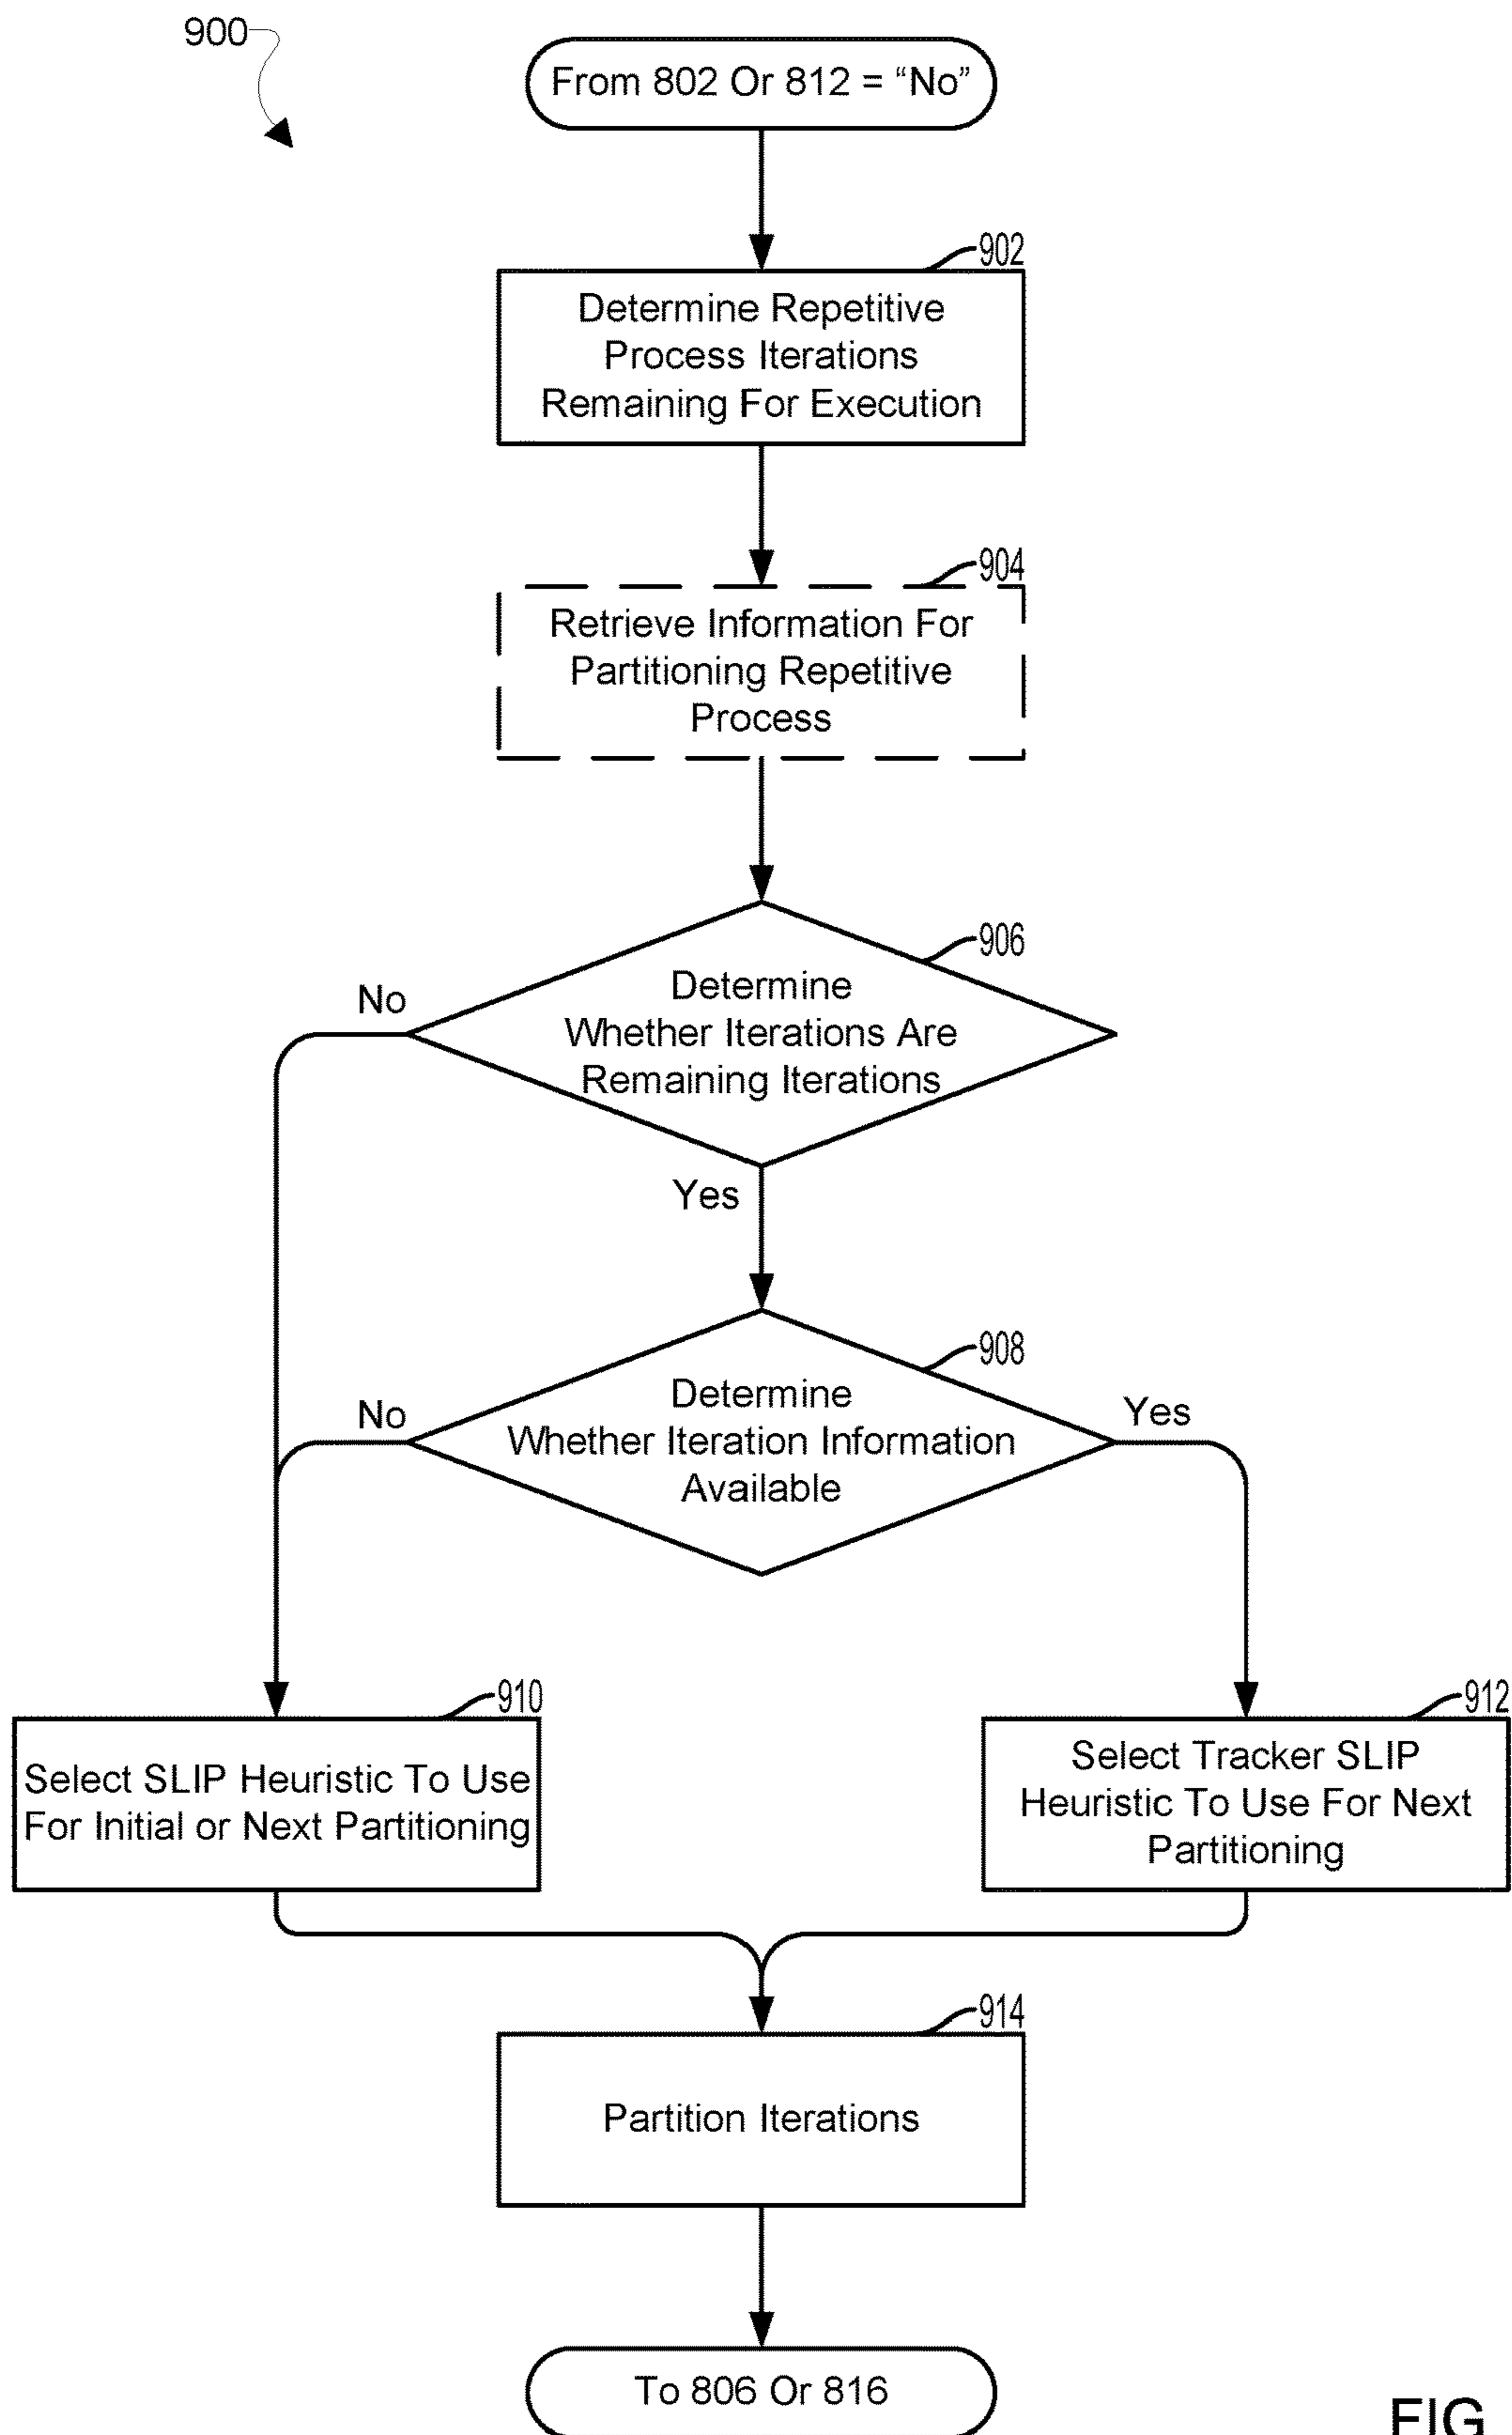 900
From 802 Or 812 = “No”
902
Determine Repetitive
Process Iterations
Remaining For Execution
904
Retrieve Information For
Partitioning Repetitive
Process
906
No
Determine
Whether Iterations Are
Remaining Iterations
Yes
908
No
Determine
Whether Iteration Information
Available
Yes
910
Select SLIP Heuristic To Use
For Initial or Next Partitioning
912
Select Tracker SLIP
Heuristic To Use For Next
Partitioning
914
Partition Iterations
To 806 Or 816
FIG.